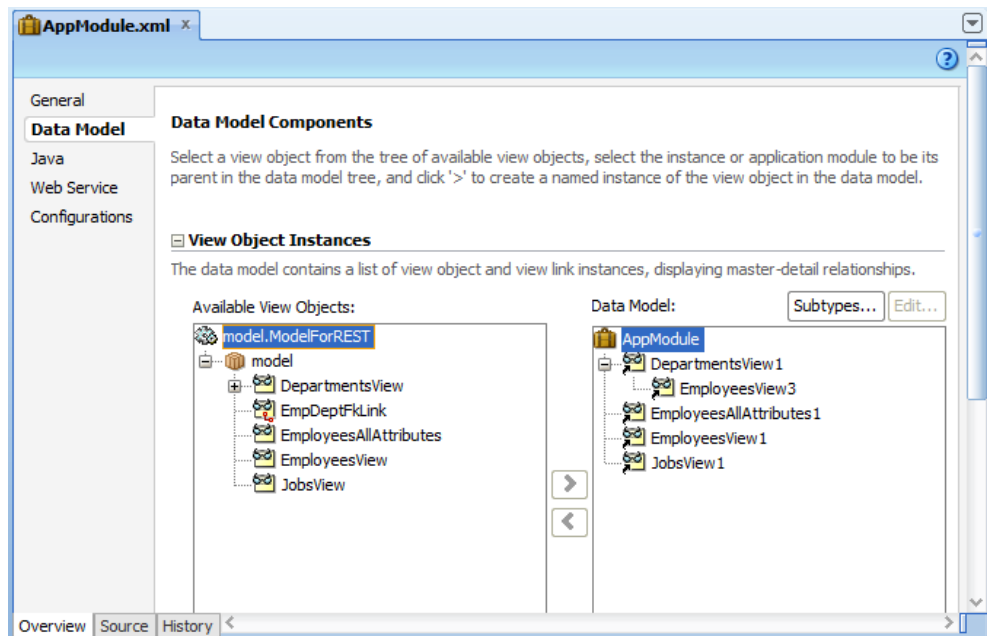 AppModule.xml
General
Data Model
Java
Web Service
Configurations
Data Model Components
Select a view object from the tree of available view objects, select the instance or application module to be its
parent in the data model tree, and click '>' to create a named instance of the view object in the data model.
View Object Instances
The data model contains a list of view object and view link instances, displaying master-detail relationships.
Available View Objects:
model.ModelForREST
model
DepartmentsView
EmpDeptFkLink
EmployeesAllAttributes
EmployeesView
JobsView
Data Model:
Subtypes...
Edit...
AppModule
DepartmentsView1
EmployeesView3
EmployeesAllAttributes1
EmployeesView1
JobsView1
Overview
Source
History